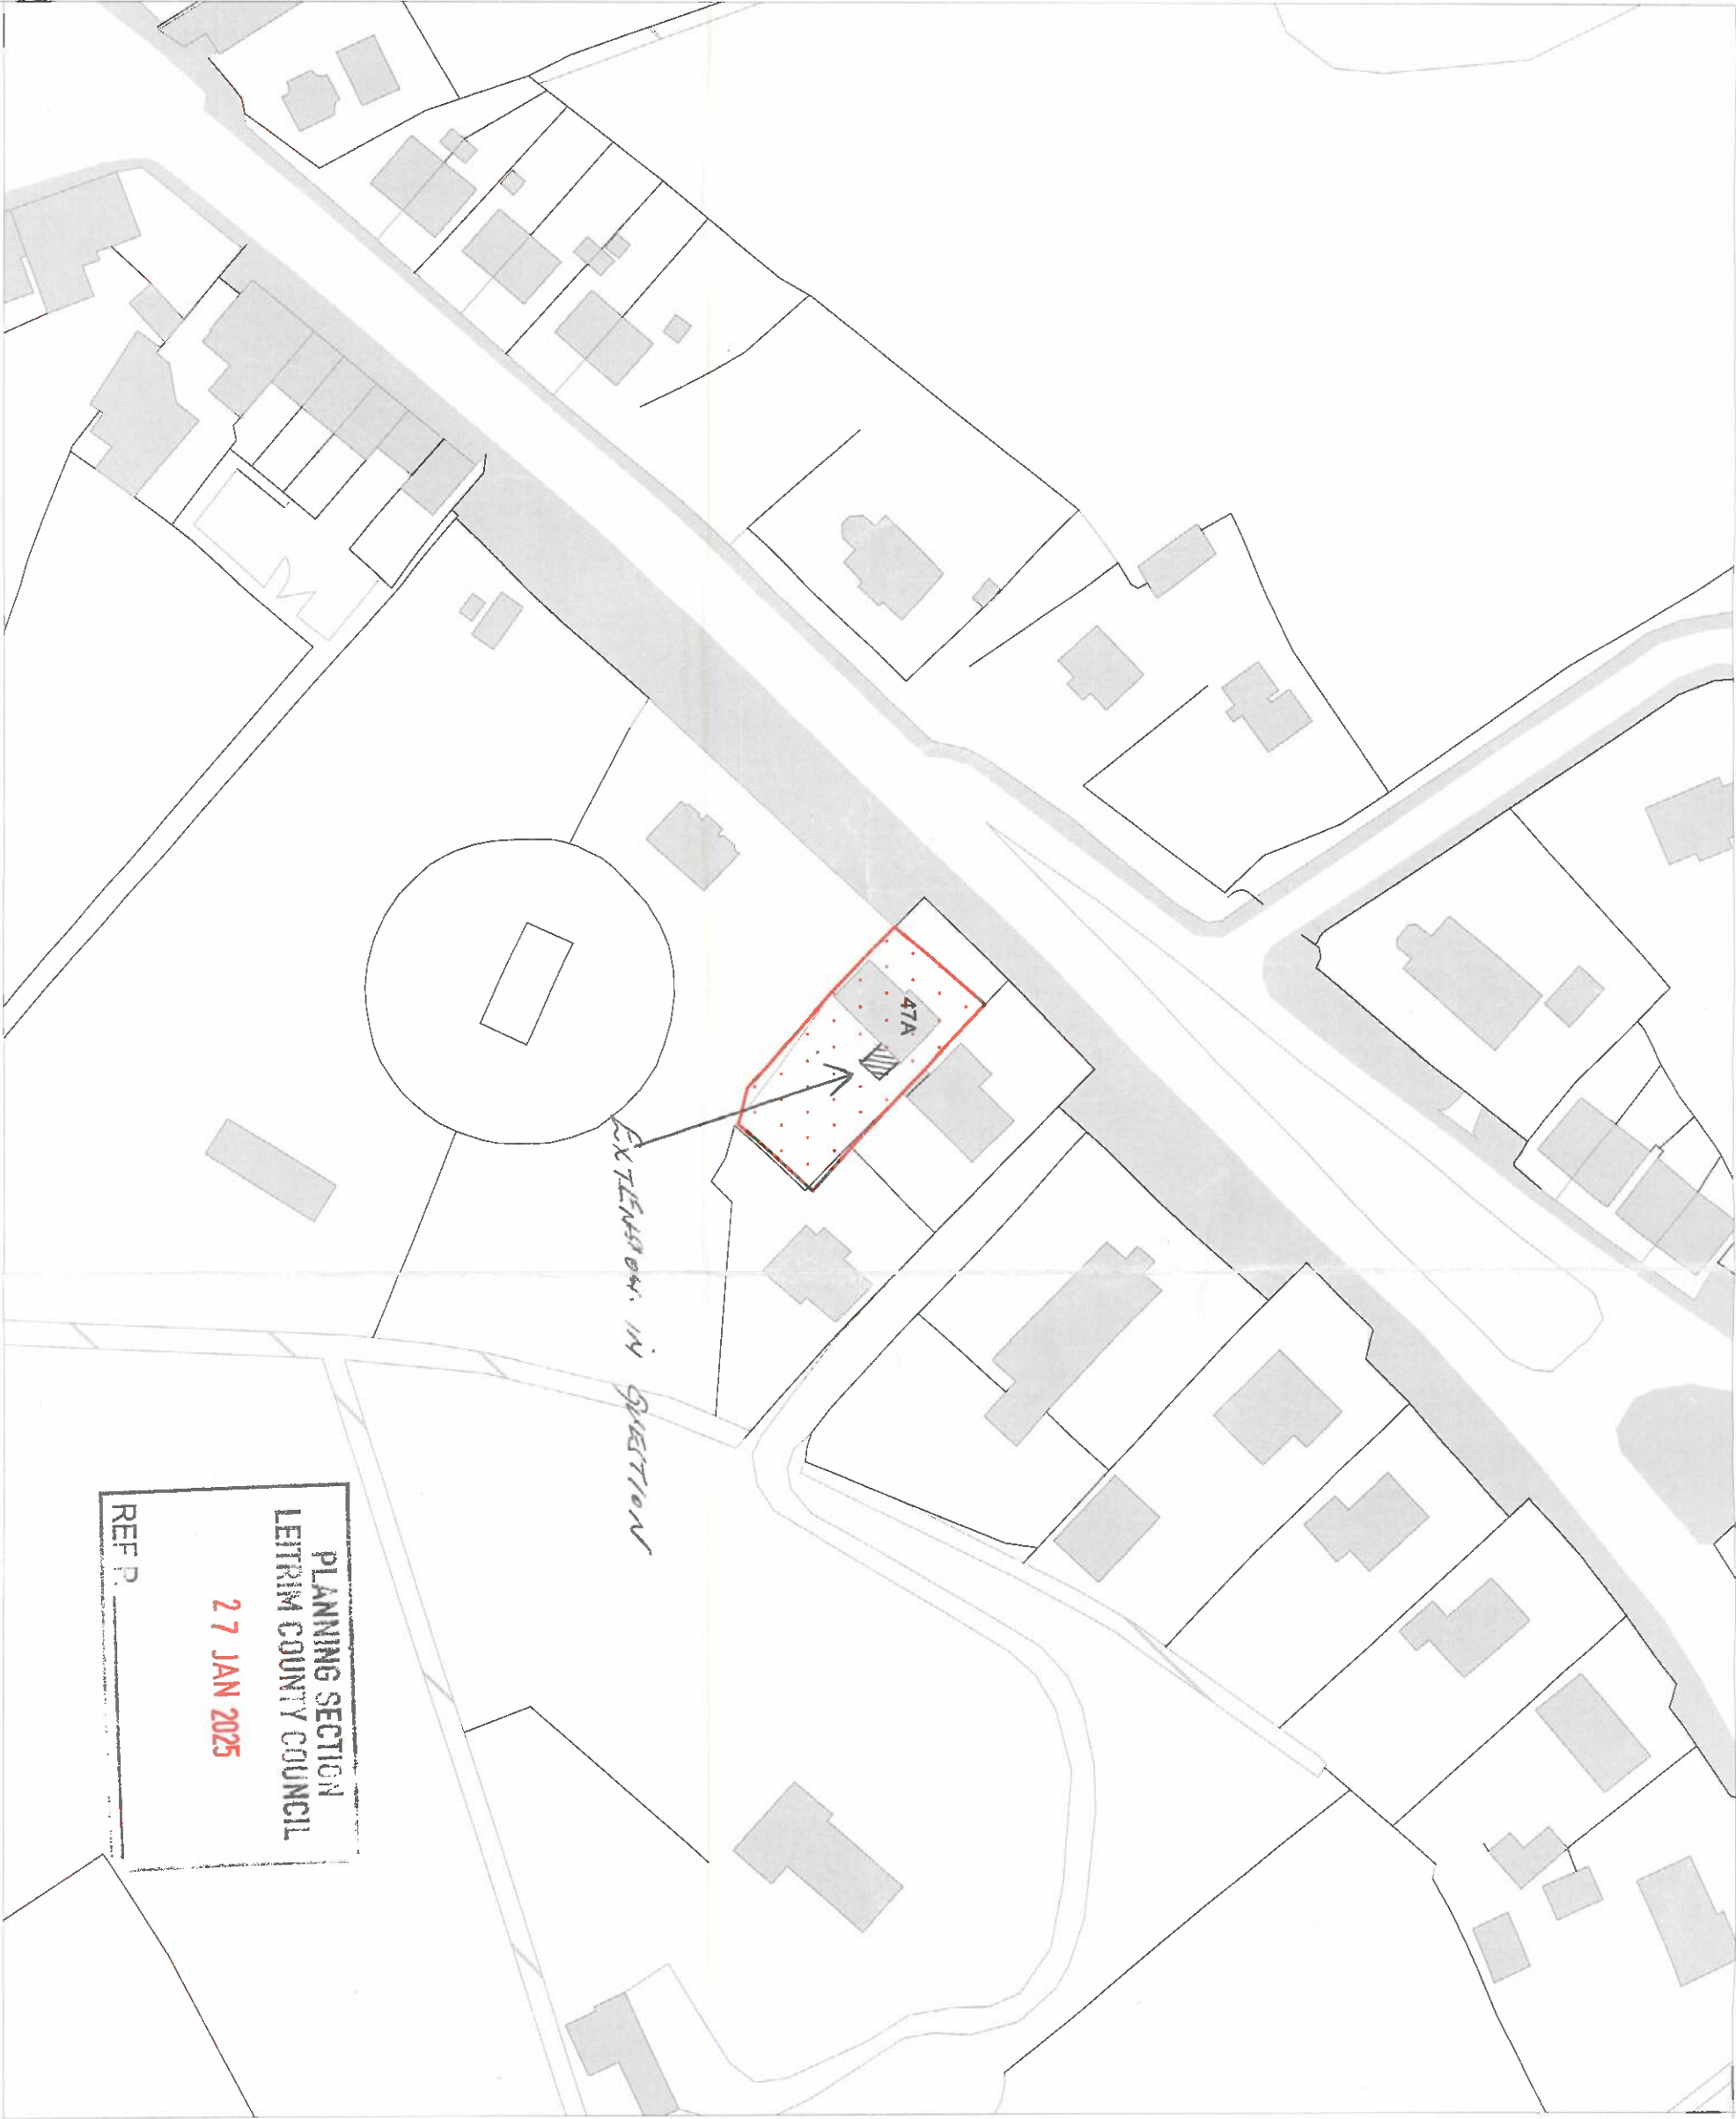 47A
EXTENSION IN QUESTION
PLANNING SECTION
LEITRIM COUNTY COUNCIL
27 JAN 2025
REF P.